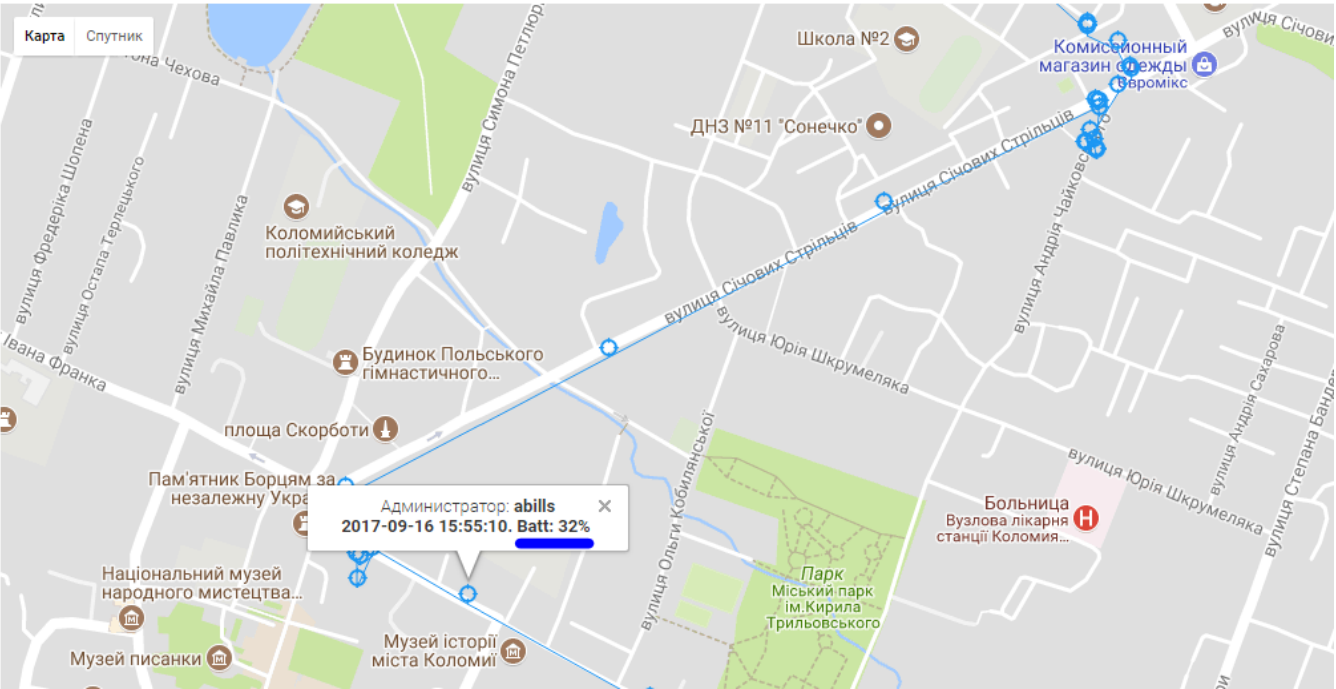 Карта
Спутник
она Чехова
вулиця Симона Петлюр
Школа №2
вулиця Січови
Комиссионный
магазин одежды
Євромікс
ДНЗ №11 "Сонечко"
вулиця Січових Стрільців
вулиця Андрія Чайковс
вулиця Фредеріка Шопена
вулиця Остапа Терлецького
вулиця Михайла Павлика
Коломийський
політехнічний коледж
вулиця Січових Стрільців
вулиця Юрія Шкрумеляка
Івана Франка
Будинок Польського
гімнастичного...
площа Скорботи
вулиця Андрія Сахарова
вулиця Степана Бандер
вулиця Ольги Кобилянської
вулиця Юрія Шкрумеляка
Пам'ятник Борцям за
незалежну Укра
Администратор: abills
2017-09-16 15:55:10. Batt: 32%
Больница
Вузлова лікарня
станції Коломия...
Національний музей
народного мистецтва...
Парк
Міський парк
ім.Кирила
Трильовського
Музей історії
міста Коломиї
Музей писанки